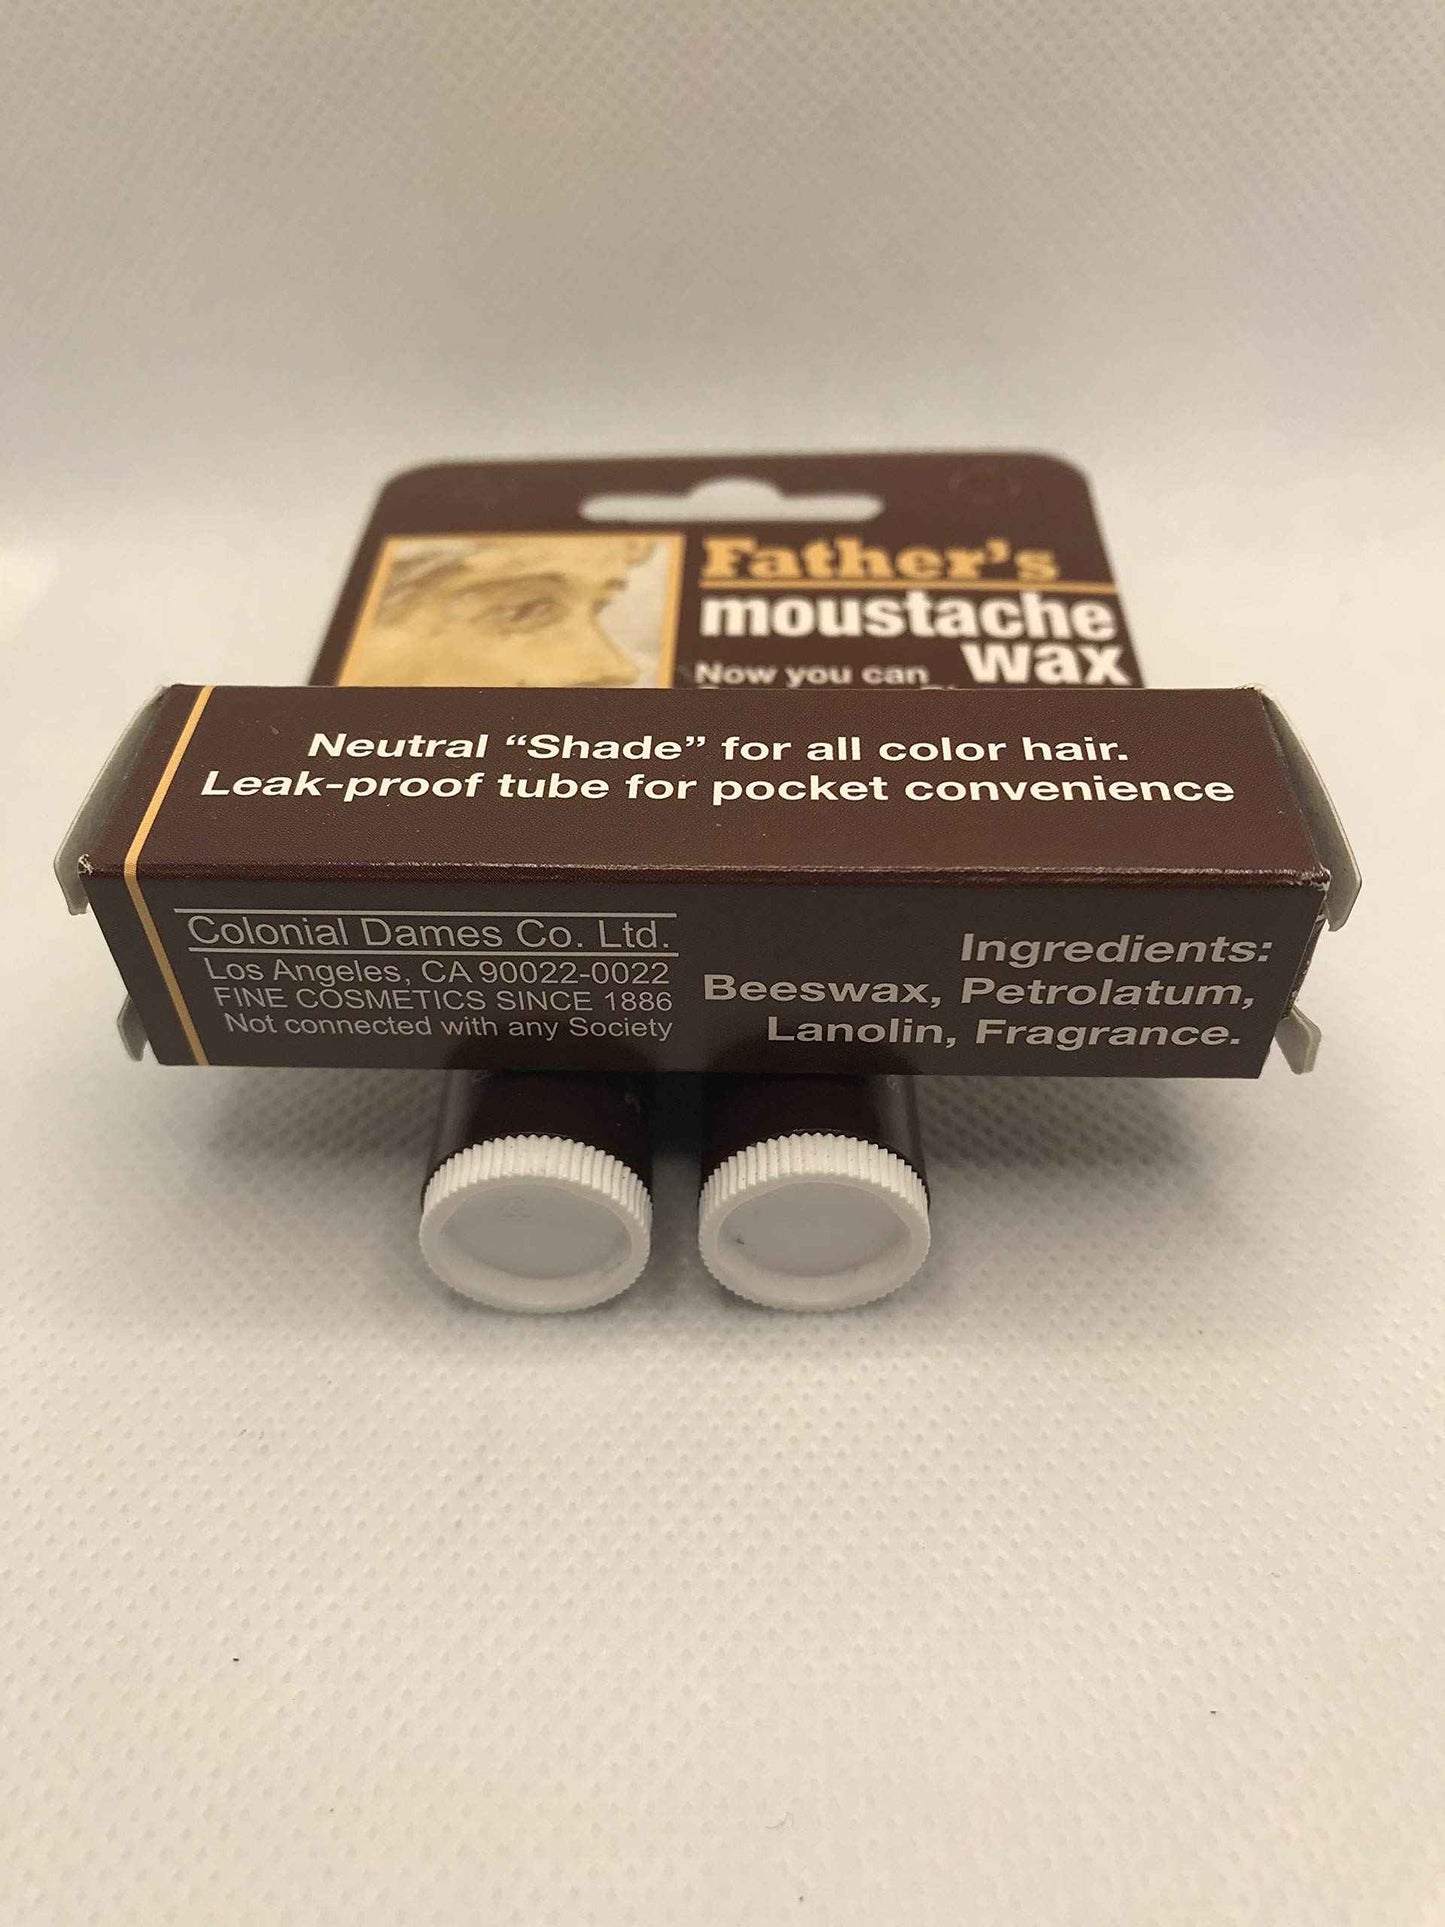 Father's
moustache
wax
Now you can
Neutral “Shade” for all color hair.
Leak-proof tube for pocket convenience
Colonial Dames Co. Ltd.
Los Angeles, CA 90022-0022
FINE COSMETICS SINCE 1886
Not connected with any Society
Ingredients:
Beeswax, Petrolatum,
Lanolin, Fragrance.